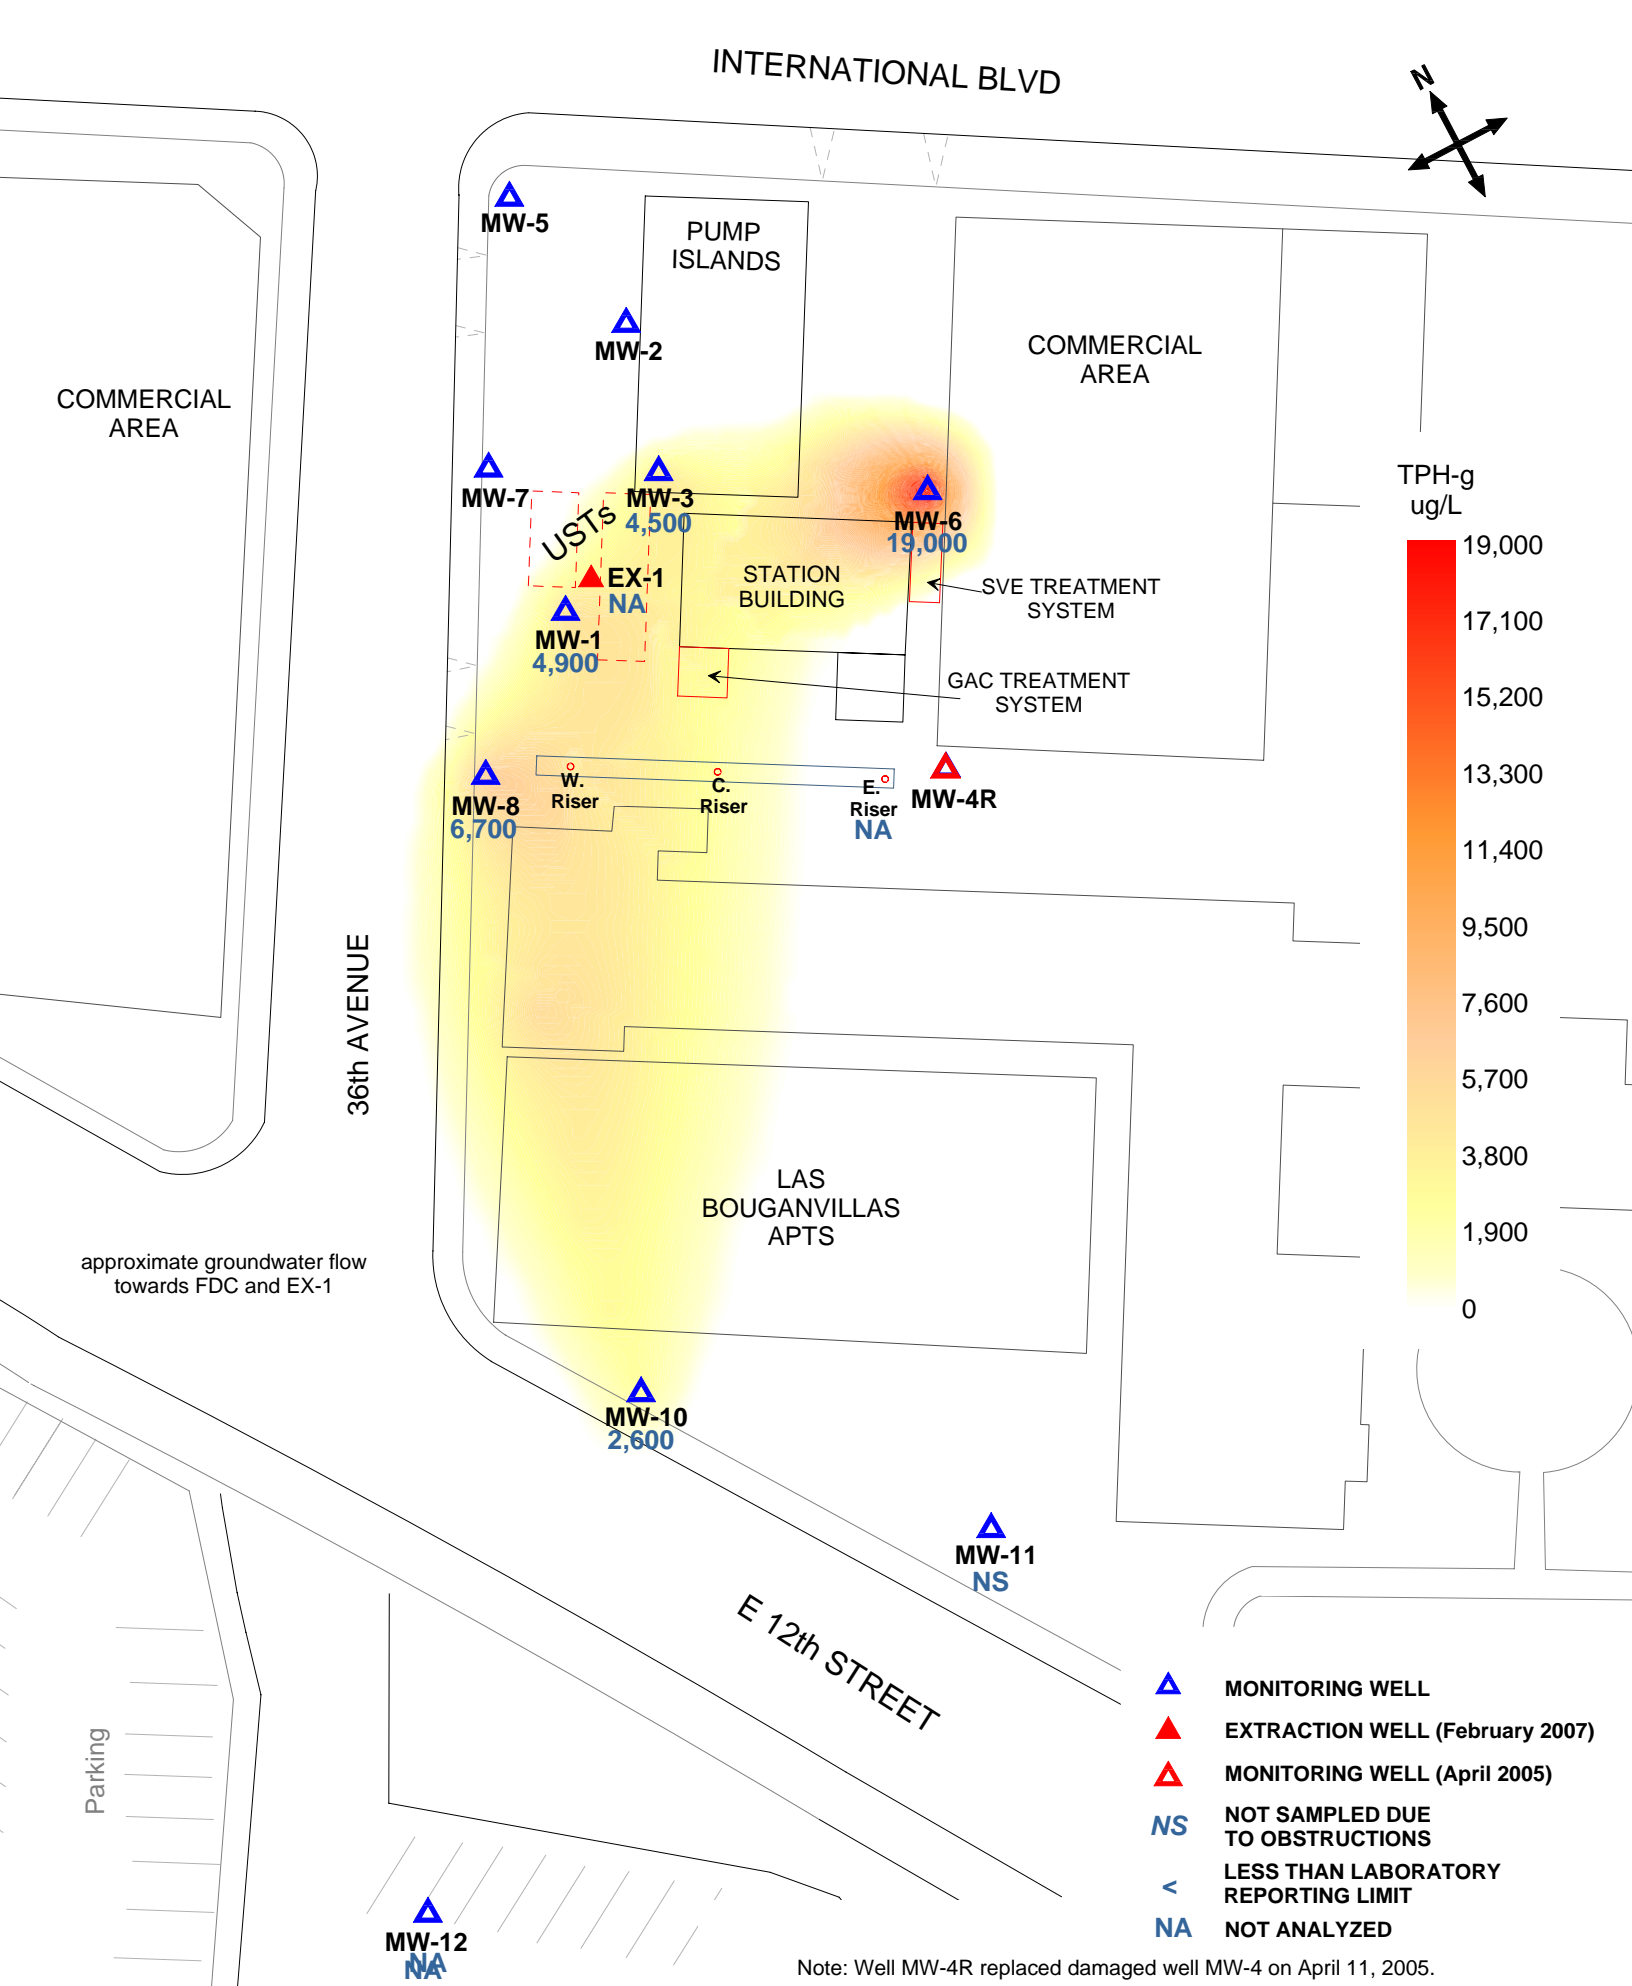 INTERNATIONAL BLVD
N
MW-5
PUMP
ISLANDS
MW-2
COMMERCIAL
AREA
COMMERCIAL
AREA
MW-7
USTs
MW-3
4,500
MW-6
19,000
EX-1
NA
STATION
BUILDING
SVE TREATMENT
SYSTEM
MW-1
4,900
GAC TREATMENT
SYSTEM
W.
Riser
C.
Riser
E.
Riser
NA
MW-4R
MW-8
6,700
36th AVENUE
LAS
BOUGANVILLAS
APTS
approximate groundwater flow
towards FDC and EX-1
MW-10
2,600
MW-11
NS
E 12th STREET
Parking
MW-12
NA
NA
TPH-g
ug/L
19,000
17,100
15,200
13,300
11,400
9,500
7,600
5,700
3,800
1,900
0
MONITORING WELL
EXTRACTION WELL (February 2007)
MONITORING WELL (April 2005)
NS NOT SAMPLED DUE
TO OBSTRUCTIONS
< LESS THAN LABORATORY
REPORTING LIMIT
NA NOT ANALYZED
Note: Well MW-4R replaced damaged well MW-4 on April 11, 2005.